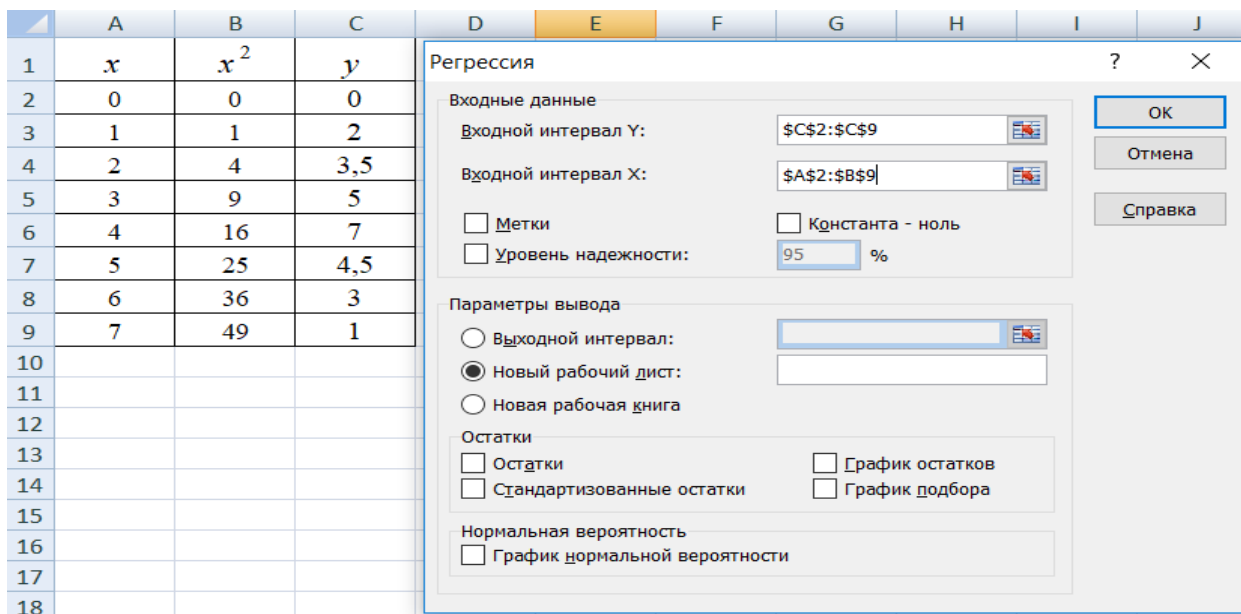 A B C D E F G H I J
1 x x² y
2 0 0 0
3 1 1 2
4 2 4 3,5
5 3 9 5
6 4 16 7
7 5 25 4,5
8 6 36 3
9 7 49 1
10
11
12
13
14
15
16
17
18
Регрессия ? ×
Входные данные
Входной интервал Y: $C$2:$C$9
Входной интервал X: $A$2:$B$9
Метки Константа - ноль
Уровень надежности: 95 %
Параметры вывода
Выходной интервал:
Новый рабочий лист:
Новая рабочая книга
Остатки
Остатки График остатков
Стандартизованные остатки График подбора
Нормальная вероятность
График нормальной вероятности
ОК
Отмена
Справка